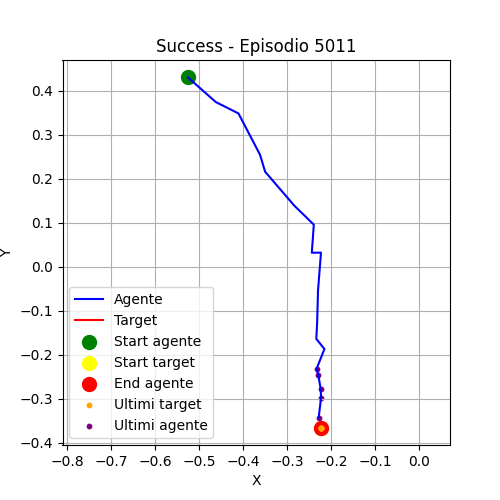 Success - Episodio 5011
Y
0.4
0.3
0.2
0.1
0.0
−0.1
−0.2
−0.3
−0.4
Agente
Target
Start agente
Start target
End agente
Ultimi target
Ultimi agente
−0.8 −0.7 −0.6 −0.5 −0.4 −0.3 −0.2 −0.1 0.0
X